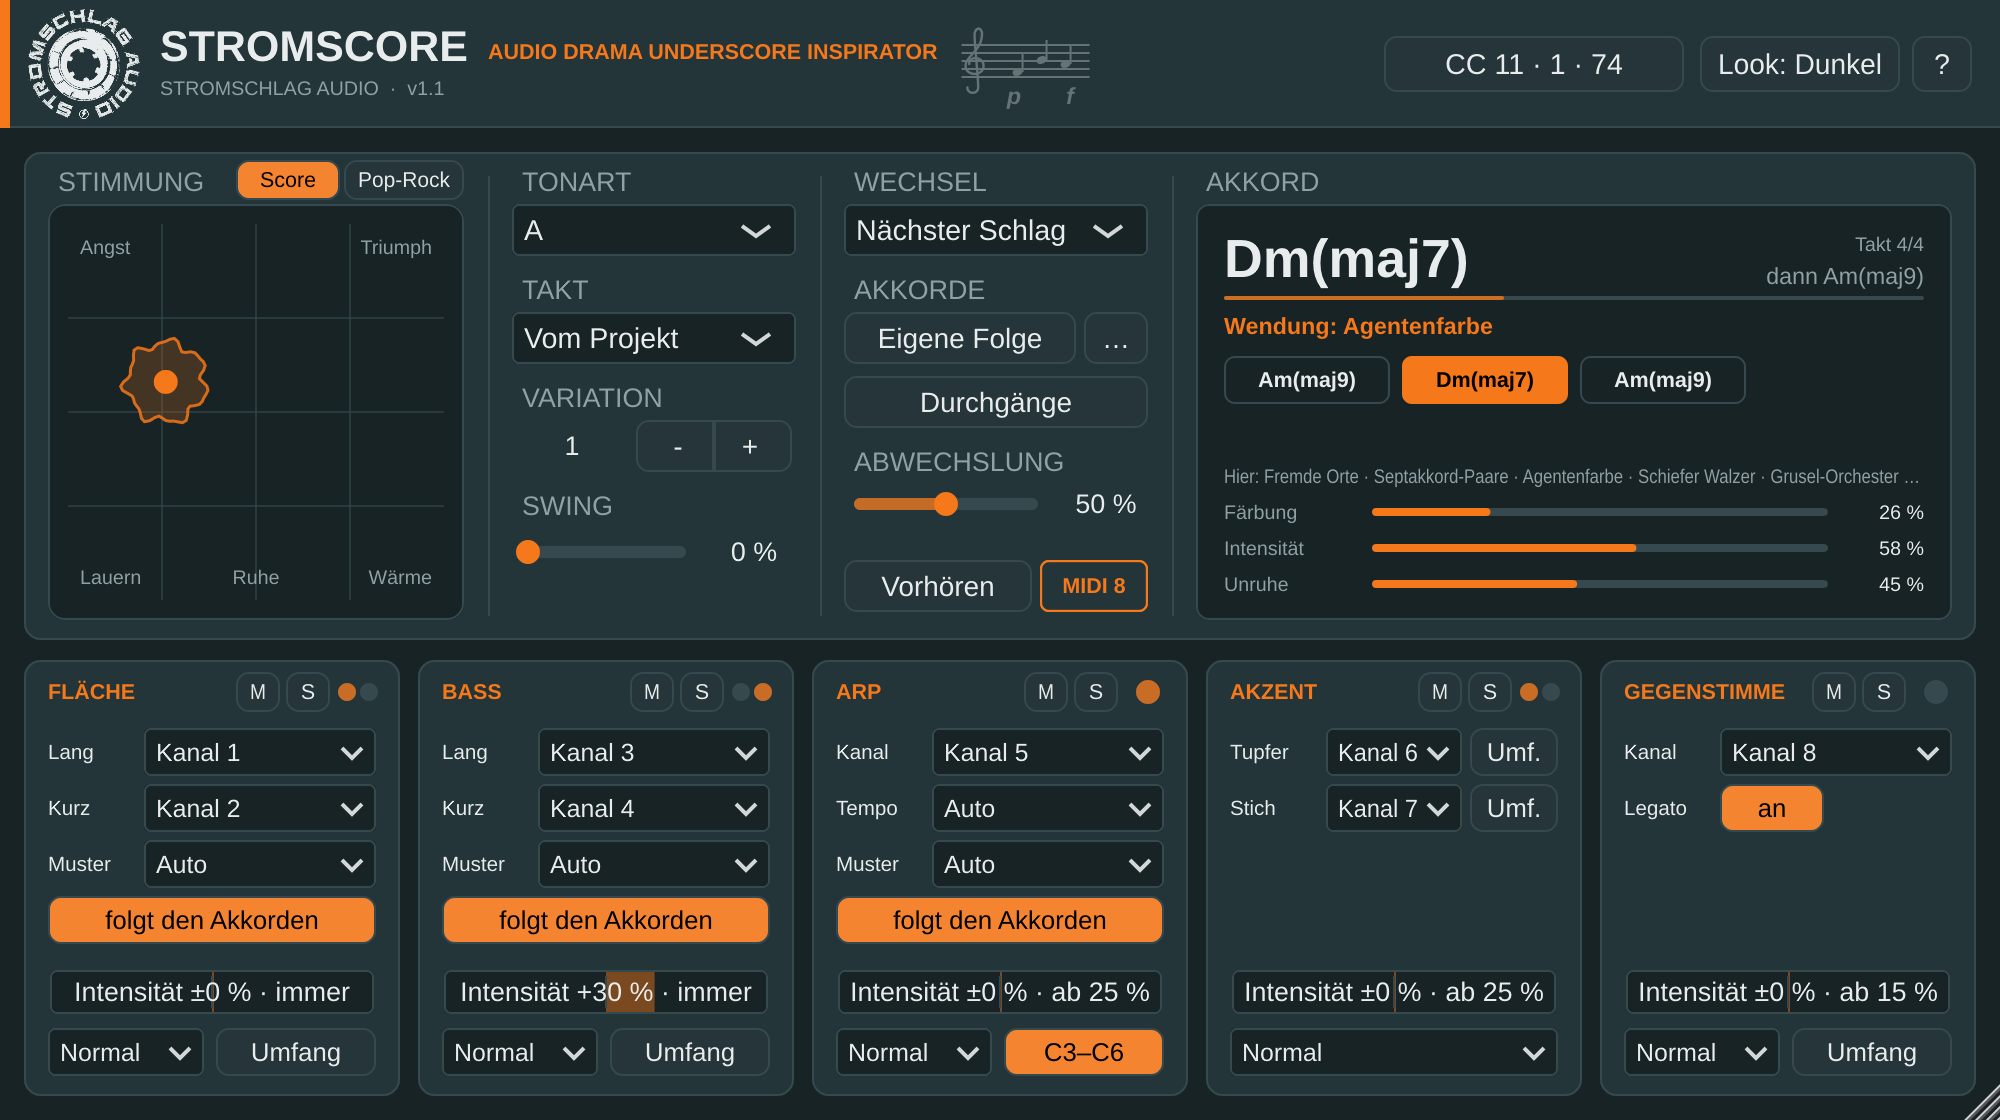 STROMSCHLAG AUDIO
STROMSCORE AUDIO DRAMA UNDERSCORE INSPIRATOR
STROMSCHLAG AUDIO · v1.1
p f
CC 11 · 1 · 74
Look: Dunkel
?
STIMMUNG
Score
Pop-Rock
Angst
Triumph
Lauern
Ruhe
Wärme
TONART
A
TAKT
Vom Projekt
VARIATION
1
-
+
SWING
0 %
WECHSEL
Nächster Schlag
AKKORDE
Eigene Folge
...
Durchgänge
ABWECHSLUNG
50 %
Vorhören
MIDI 8
AKKORD
Dm(maj7)
Takt 4/4
dann Am(maj9)
Wendung: Agentenfarbe
Am(maj9)
Dm(maj7)
Am(maj9)
Hier: Fremde Orte · Septakkord-Paare · Agentenfarbe · Schiefer Walzer · Grusel-Orchester ...
Färbung 26 %
Intensität 58 %
Unruhe 45 %
FLÄCHE M S
Lang Kanal 1
Kurz Kanal 2
Muster Auto
folgt den Akkorden
Intensität ±0 % · immer
Normal Umfang
BASS M S
Lang Kanal 3
Kurz Kanal 4
Muster Auto
folgt den Akkorden
Intensität +30 % · immer
Normal Umfang
ARP M S
Kanal Kanal 5
Tempo Auto
Muster Auto
folgt den Akkorden
Intensität ±0 % · ab 25 %
Normal C3–C6
AKZENT M S
Tupfer Kanal 6 Umf.
Stich Kanal 7 Umf.
Intensität ±0 % · ab 25 %
Normal
GEGENSTIMME M S
Kanal Kanal 8
Legato an
Intensität ±0 % · ab 15 %
Normal Umfang